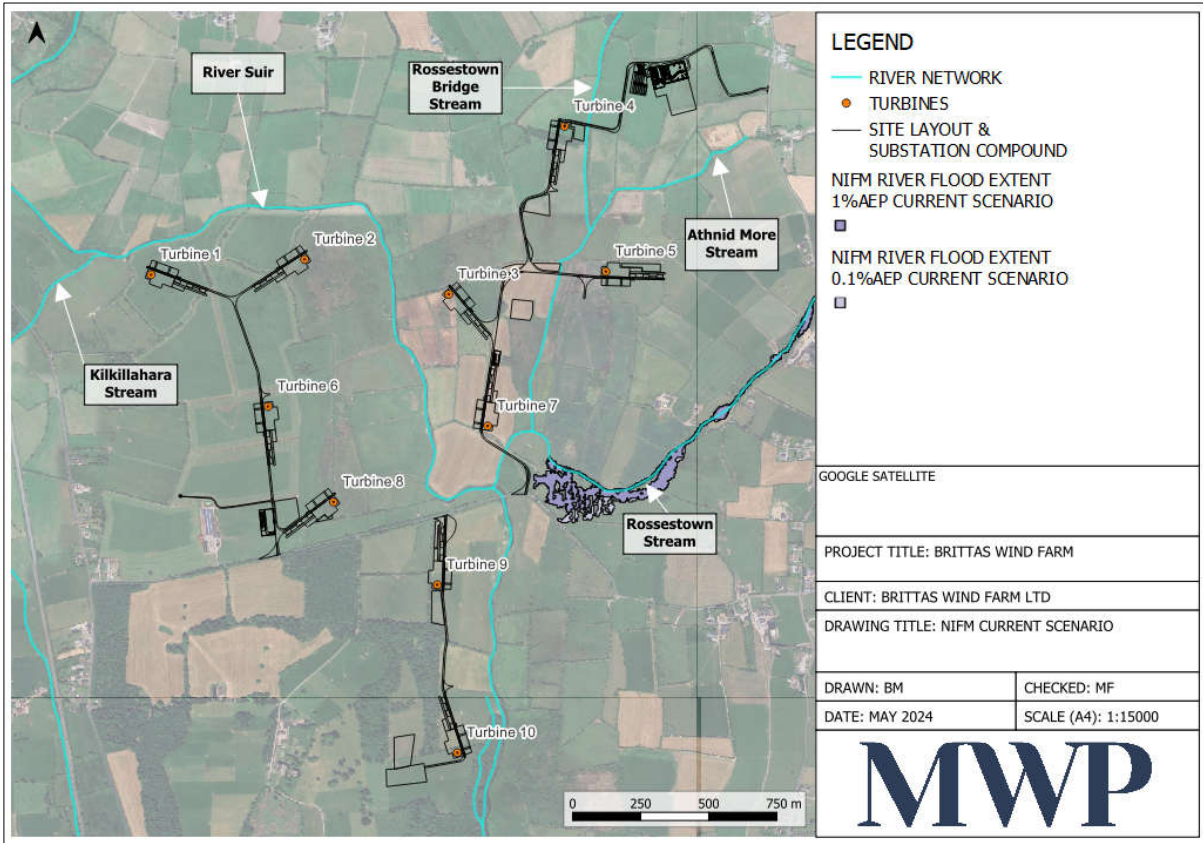 River Suir
Rossestown
Bridge
Stream
Turbine 4
Athnid More
Stream
Turbine 1
Turbine 2
Turbine 3
Turbine 5
Kilkillahara
Stream
Turbine 6
Turbine 7
Turbine 8
Rossestown
Stream
Turbine 9
Turbine 10
0 250 500 750 m
LEGEND
RIVER NETWORK
TURBINES
SITE LAYOUT &
SUBSTATION COMPOUND
NIFM RIVER FLOOD EXTENT
1%AEP CURRENT SCENARIO
NIFM RIVER FLOOD EXTENT
0.1%AEP CURRENT SCENARIO
GOOGLE SATELLITE
PROJECT TITLE: BRITTAS WIND FARM
CLIENT: BRITTAS WIND FARM LTD
DRAWING TITLE: NIFM CURRENT SCENARIO
DRAWN: BM
CHECKED: MF
DATE: MAY 2024
SCALE (A4): 1:15000
MWP